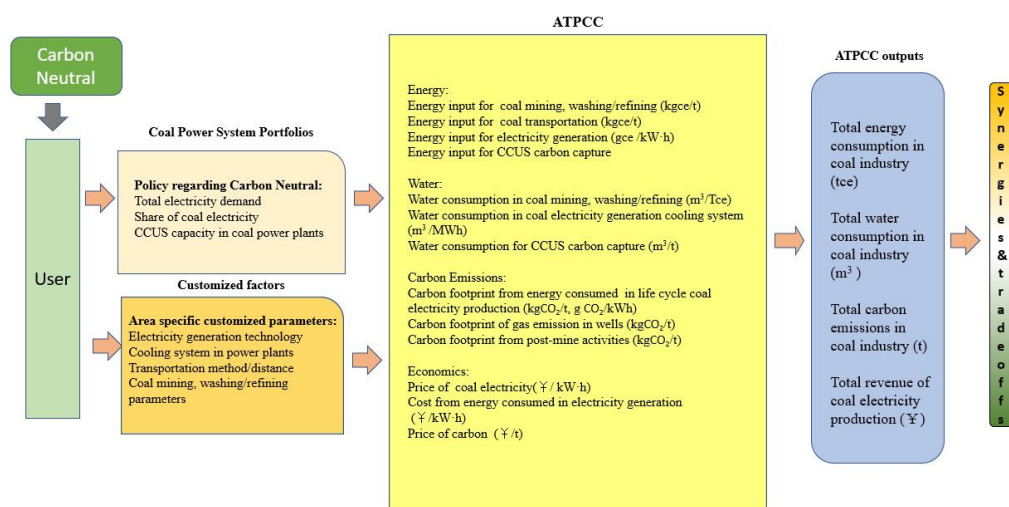 ATPCC
Carbon
Neutral
User
Coal Power System Portfolios
Policy regarding Carbon Neutral:
Total electricity demand
Share of coal electricity
CCUS capacity in coal power plants
Customized factors
Area specific customized parameters:
Electricity generation technology
Cooling system in power plants
Transportation method/distance
Coal mining, washing/refining
parameters
Energy:
Energy input for coal mining, washing/refining (kgce/t)
Energy input for coal transportation (kgce/t)
Energy input for electricity generation (gce /kW·h)
Energy input for CCUS carbon capture
Water:
Water consumption in coal mining, washing/refining (m³/Tce)
Water consumption in coal electricity generation cooling system
(m³ /MWh)
Water consumption for CCUS carbon capture (m³/t)
Carbon Emissions:
Carbon footprint from energy consumed in life cycle coal
electricity production (kgCO₂/t, g CO₂/kWh)
Carbon footprint of gas emission in wells (kgCO₂/t)
Carbon footprint from post-mine activities (kgCO₂/t)
Economics:
Price of coal electricity(¥/ kW·h)
Cost from energy consumed in electricity generation
(¥/kW·h)
Price of carbon (¥/t)
ATPCC outputs
Total energy
consumption in
coal industry
(tce)
Total water
consumption in
coal industry
(m³ )
Total carbon
emissions in
coal industry (t)
Total revenue of
coal electricity
production (¥)
Synergies&tradeoffs